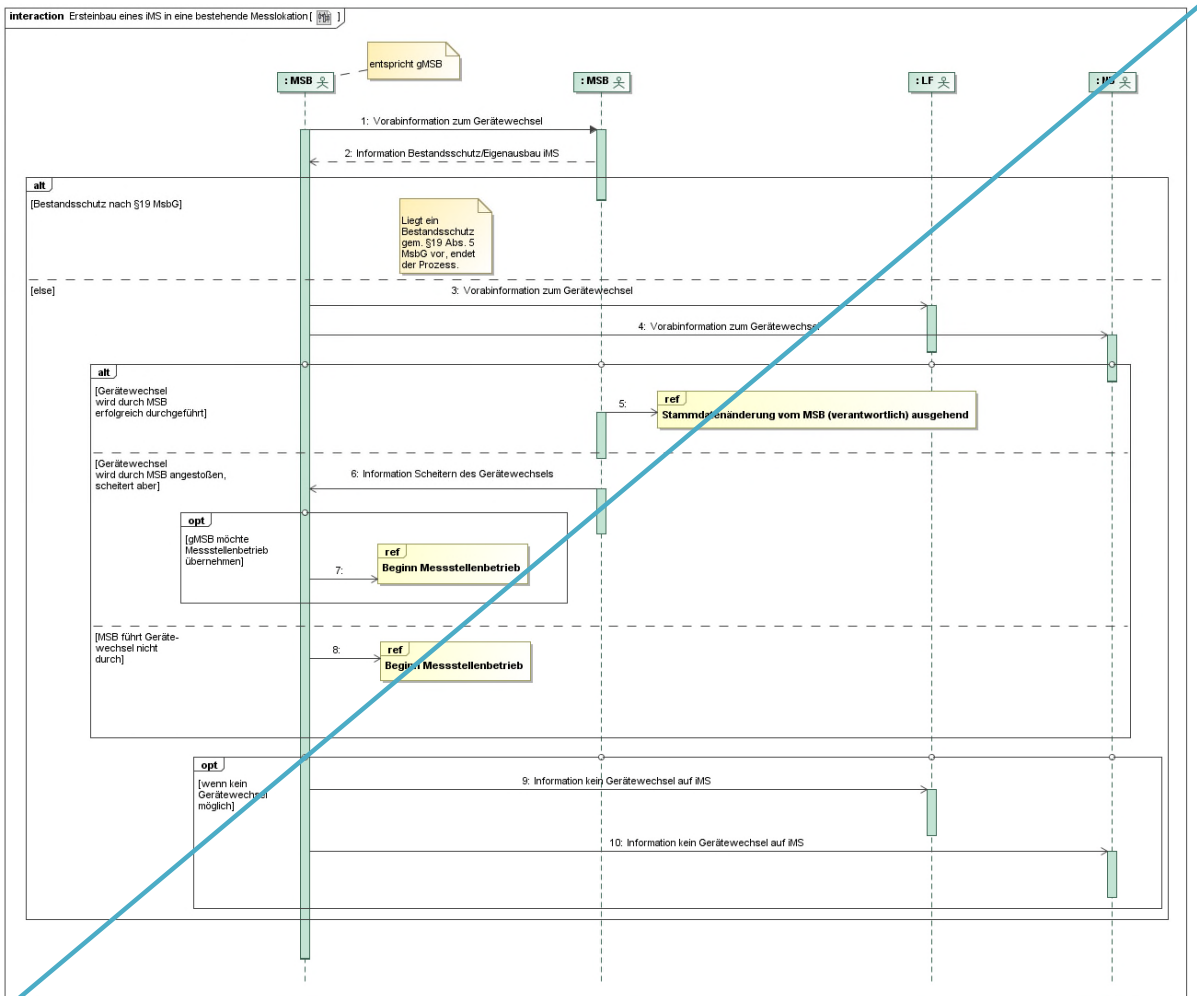 interaction Ersteinbau eines iMS in eine bestehende Messlokation [ ]
entspricht gMSB
: MSB
: MSB
: LF
: NB
1: Vorabinformation zum Gerätewechsel
2: Information Bestandsschutz/Eigenausbau iMS
alt
[Bestandsschutz nach §19 MsbG]
Liegt ein
Bestandsschutz
gem. §19 Abs. 5
MsbG vor, endet
der Prozess.
[else]
3: Vorabinformation zum Gerätewechsel
4: Vorabinformation zum Gerätewechsel
alt
[Gerätewechsel
wird durch MSB
erfolgreich durchgeführt]
5:
ref
Stammdatenänderung vom MSB (verantwortlich) ausgehend
[Gerätewechsel
wird durch MSB angestoßen,
scheitert aber]
6: Information Scheitern des Gerätewechsels
opt
[gMSB möchte
Messstellenbetrieb
übernehmen]
7:
ref
Beginn Messstellenbetrieb
[MSB führt Geräte-
wechsel nicht
durch]
8:
ref
Beginn Messstellenbetrieb
opt
[wenn kein
Gerätewechsel
möglich]
9: Information kein Gerätewechsel auf iMS
10: Information kein Gerätewechsel auf iMS